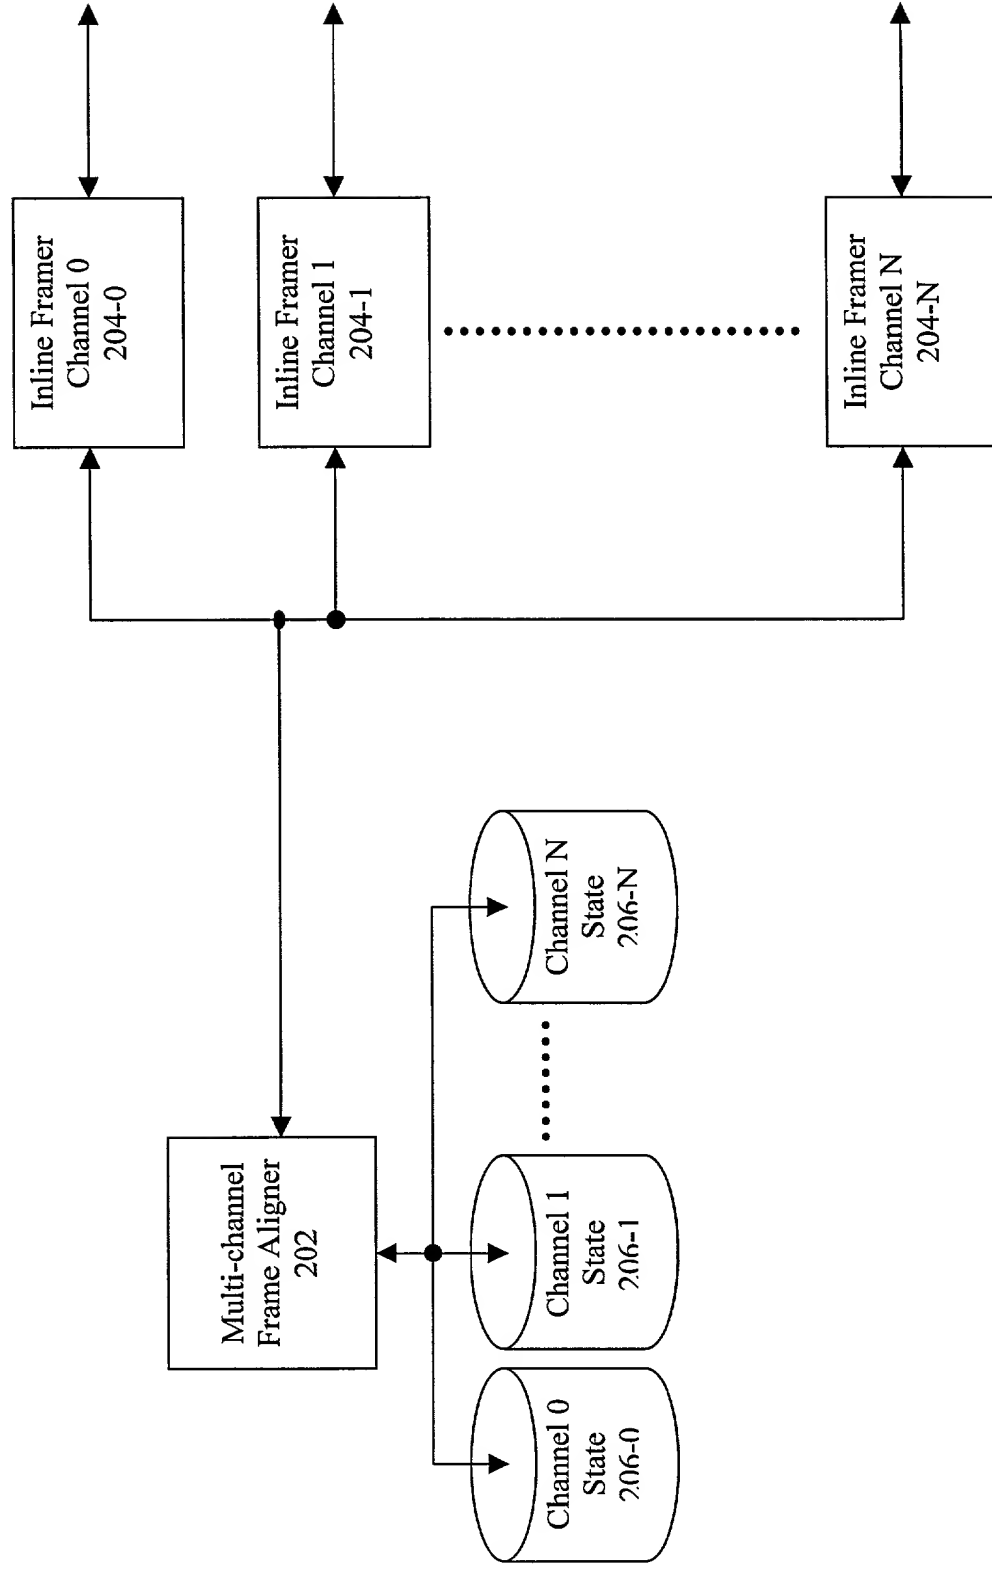 Multi-channel
Frame Aligner
202
Channel 0
State
206-0
Channel 1
State
206-1
Channel N
State
206-N
Inline Framer
Channel 0
204-0
Inline Framer
Channel 1
204-1
Inline Framer
Channel N
204-N